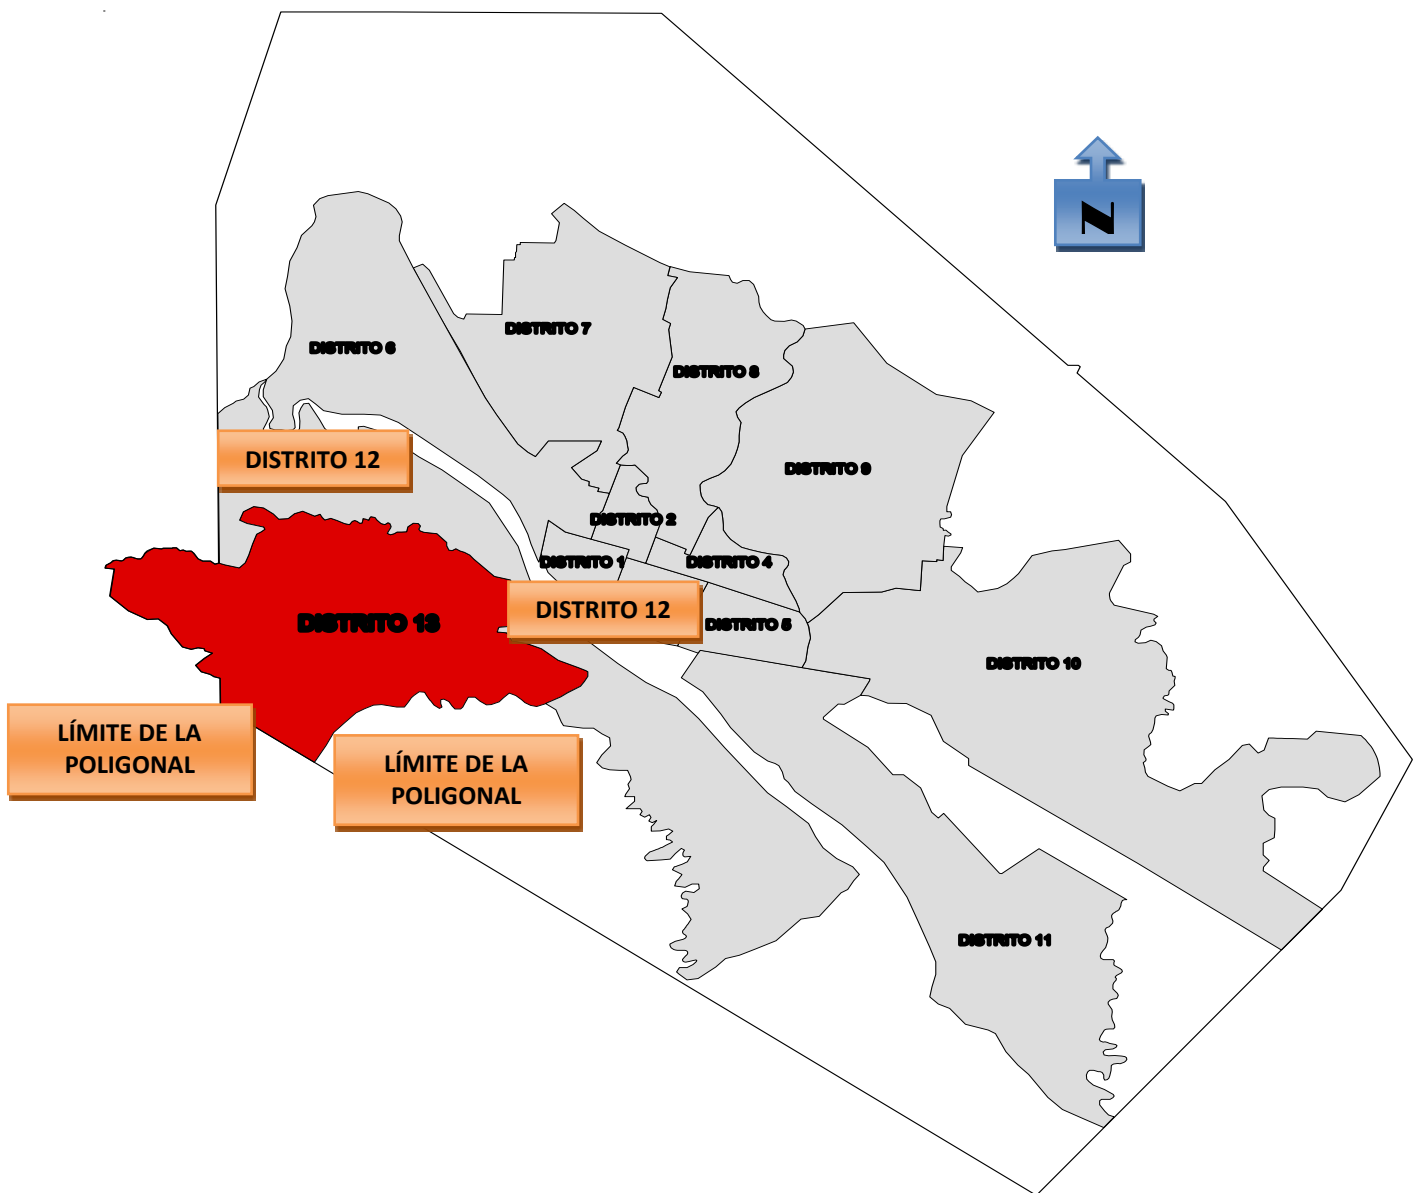 N
DISTRITO 7
DISTRITO 6
DISTRITO 8
DISTRITO 12
DISTRITO 9
DISTRITO 2
DISTRITO 1
DISTRITO 4
DISTRITO 12
DISTRITO 13
DISTRITO 5
DISTRITO 10
LÍMITE DE LA
POLIGONAL
LÍMITE DE LA
POLIGONAL
DISTRITO 11